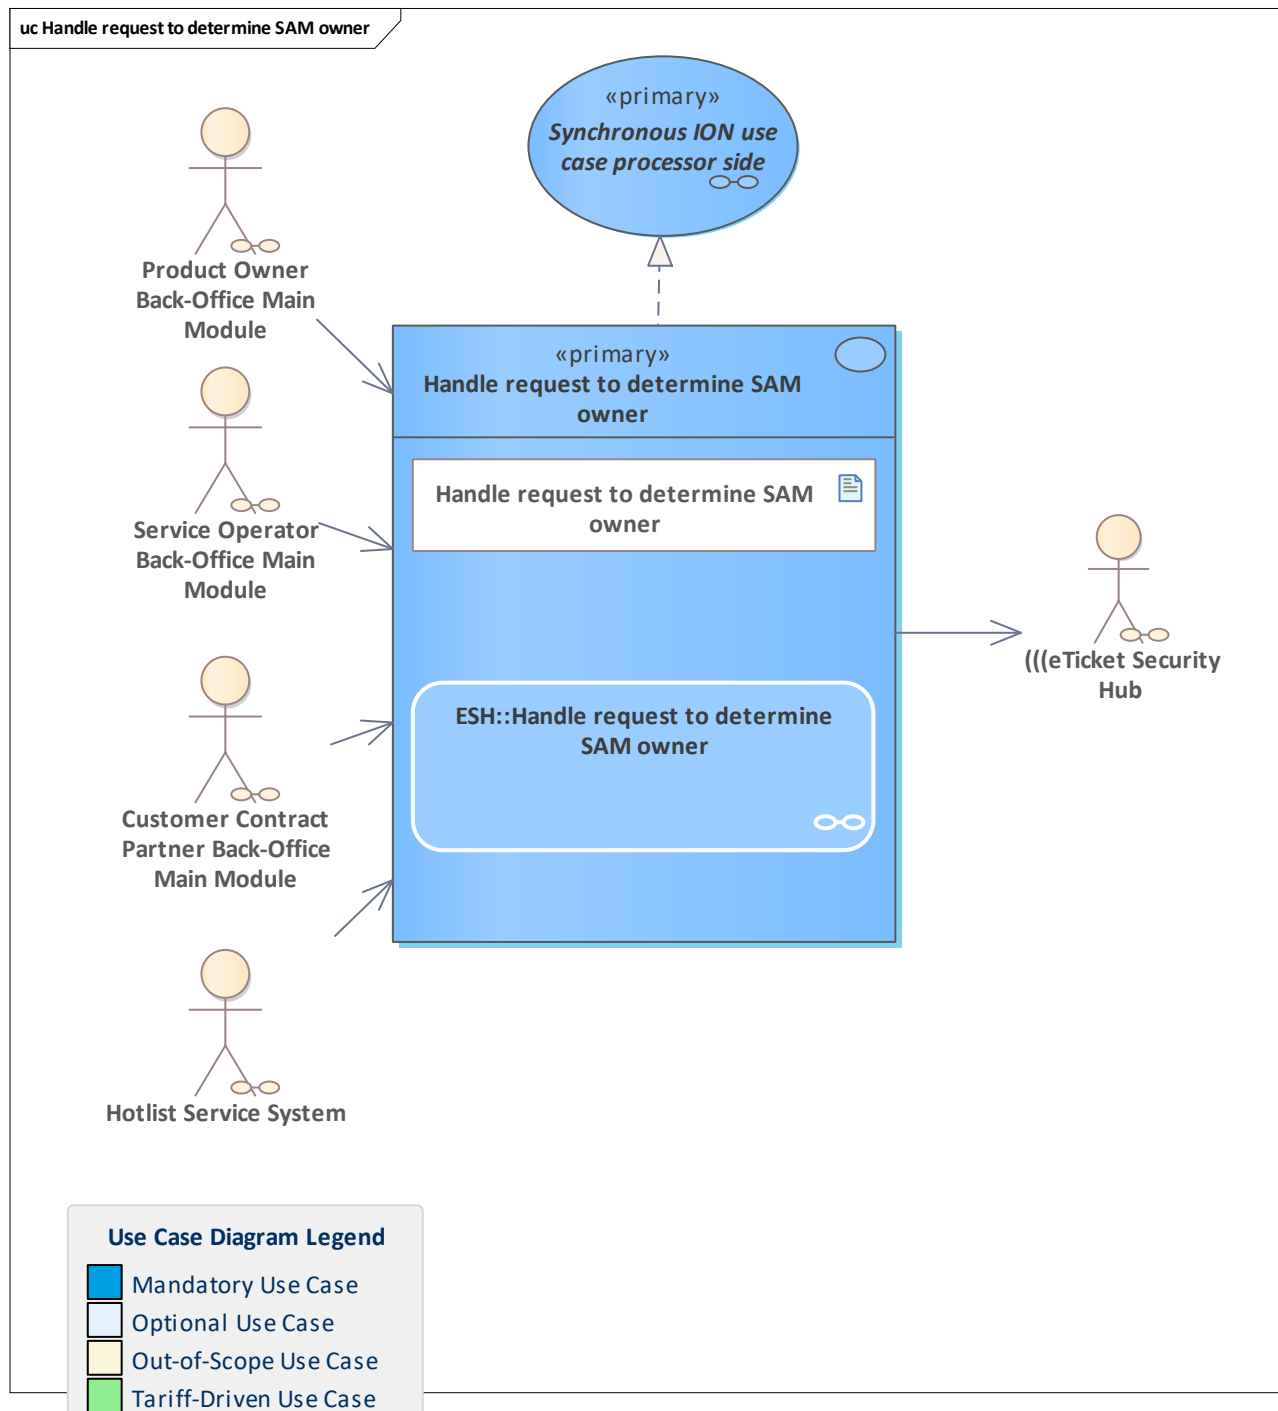 uc Handle request to determine SAM owner
«primary»
Synchronous ION use
case processor side
Product Owner
Back-Office Main
Module
«primary»
Handle request to determine SAM
owner
Handle request to determine SAM
owner
Service Operator
Back-Office Main
Module
(((eTicket Security
Hub
ESH::Handle request to determine
SAM owner
Customer Contract
Partner Back-Office
Main Module
Hotlist Service System
Use Case Diagram Legend
Mandatory Use Case
Optional Use Case
Out-of-Scope Use Case
Tariff-Driven Use Case